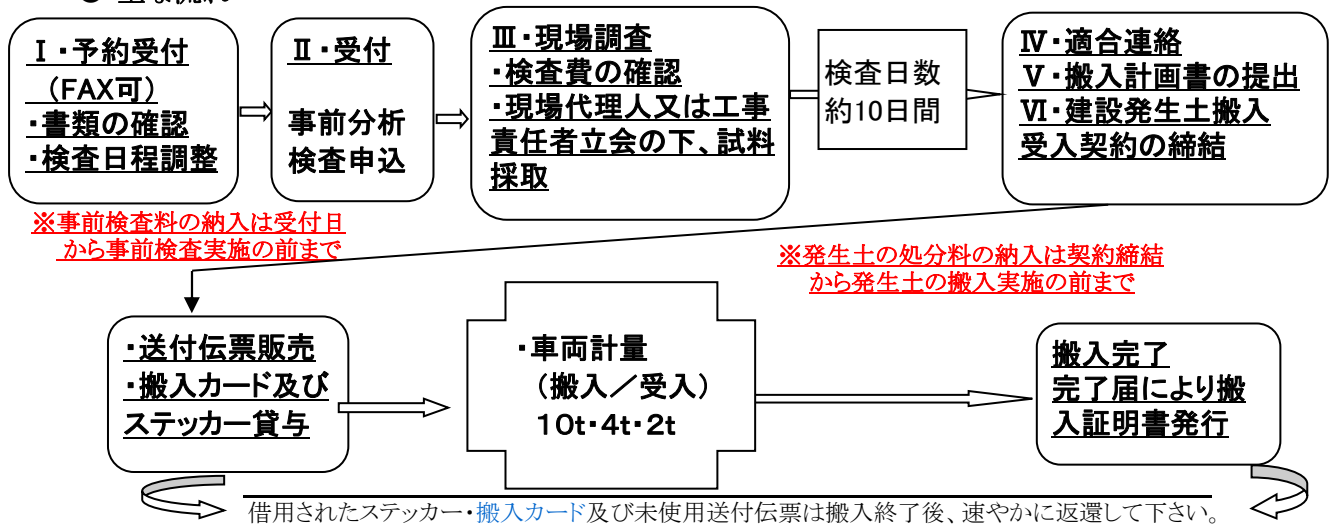 Ⅰ・予約受付
（FAX可）
・書類の確認
・検査日程調整
Ⅱ・受付
事前分析
検査申込
Ⅲ・現場調査
・検査費の確認
・現場代理人又は工事
責任者立会の下、試料
採取
検査日数
約10日間
Ⅳ・適合連絡
Ⅴ・搬入計画書の提出
Ⅵ・建設発生土搬入
受入契約の締結
※事前検査料の納入は受付日
から事前検査実施の前まで
※発生土の処分料の納入は契約締結
から発生土の搬入実施の前まで
・送付伝票販売
・搬入カード及び
ステッカー貸与
・車両計量
（搬入／受入）
10t・4t・2t
搬入完了
完了届により搬
入証明書発行
借用されたステッカー・搬入カード及び未使用送付伝票は搬入終了後、速やかに返還して下さい。